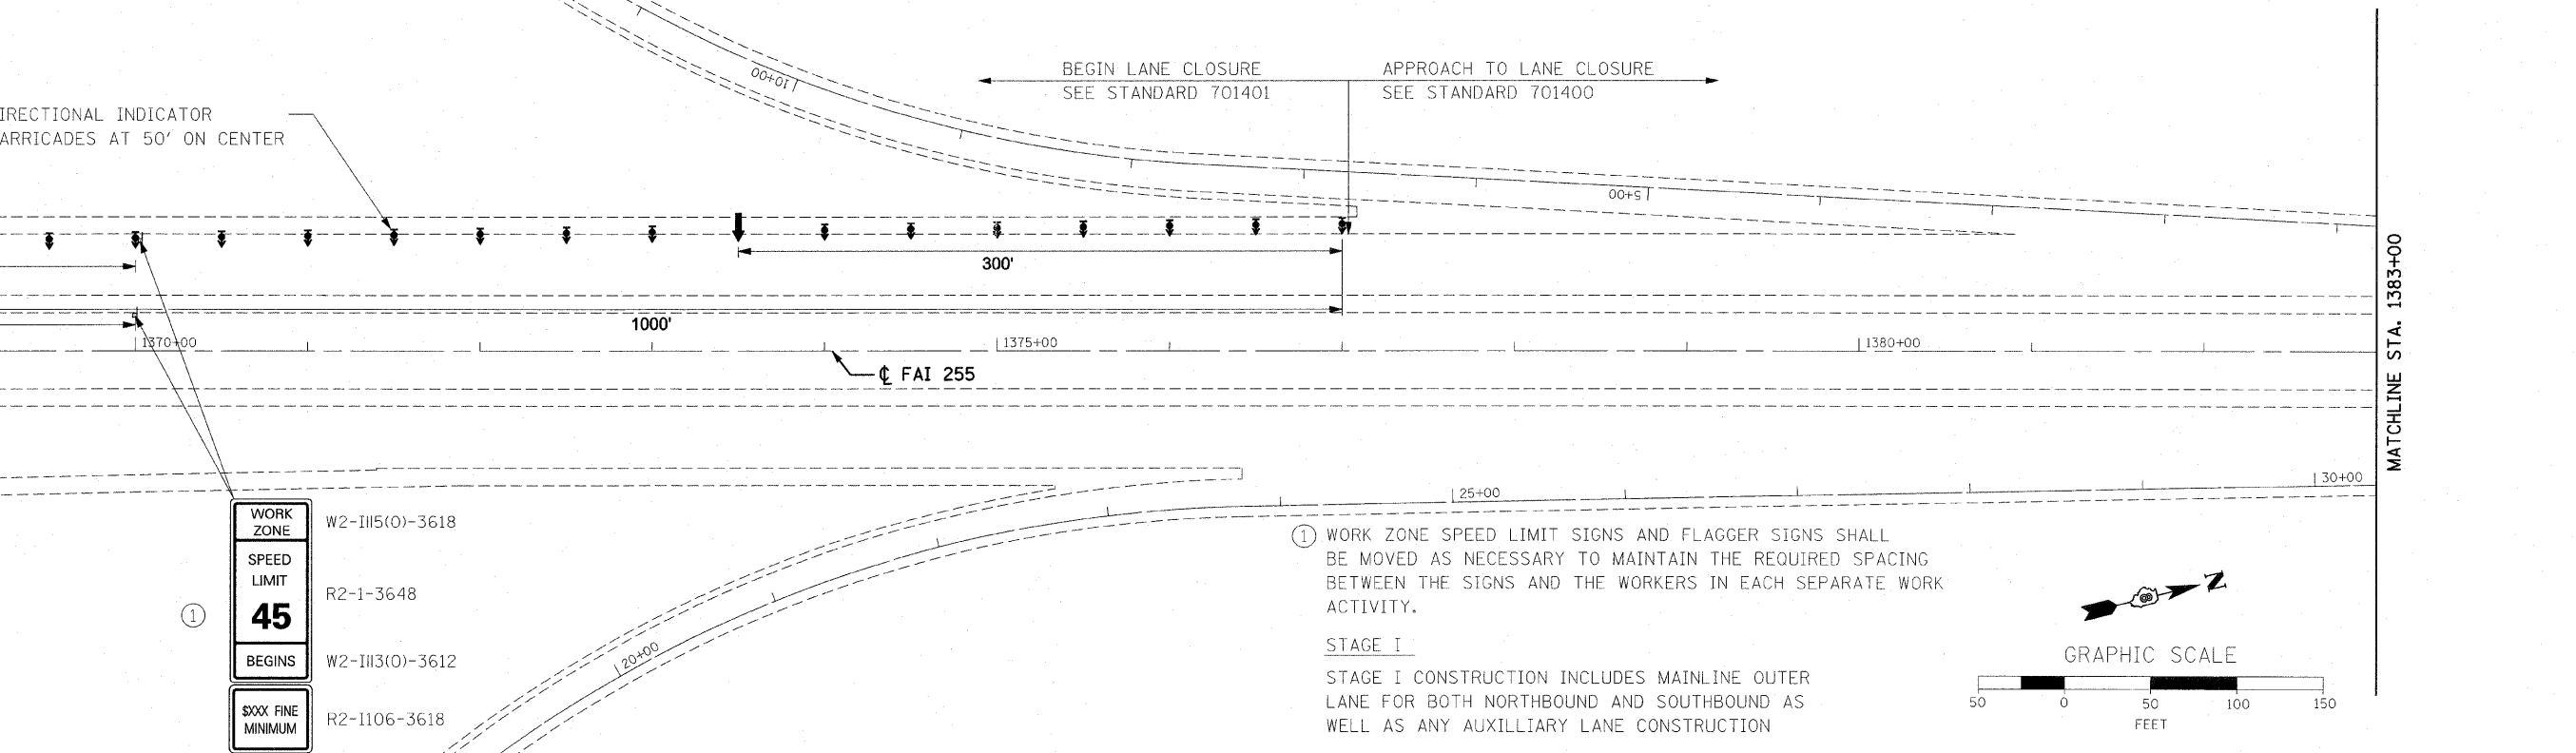 IRECTIONAL INDICATOR
ARRICADES AT 50' ON CENTER
10+00
BEGIN LANE CLOSURE
SEE STANDARD 701401
APPROACH TO LANE CLOSURE
SEE STANDARD 701400
5+00
300'
1000'
1370+00
1375+00
1380+00
℄ FAI 255
MATCHLINE STA. 1383+00
25+00
30+00
20+00
WORK
ZONE
SPEED
LIMIT
45
BEGINS
$XXX FINE
MINIMUM
1
W2-I115(O)-3618
R2-1-3648
W2-I113(O)-3612
R2-I106-3618
1 WORK ZONE SPEED LIMIT SIGNS AND FLAGGER SIGNS SHALL
BE MOVED AS NECESSARY TO MAINTAIN THE REQUIRED SPACING
BETWEEN THE SIGNS AND THE WORKERS IN EACH SEPARATE WORK
ACTIVITY.
STAGE I
STAGE I CONSTRUCTION INCLUDES MAINLINE OUTER
LANE FOR BOTH NORTHBOUND AND SOUTHBOUND AS
WELL AS ANY AUXILLIARY LANE CONSTRUCTION
Z
GRAPHIC SCALE
50 0 50 100 150
FEET